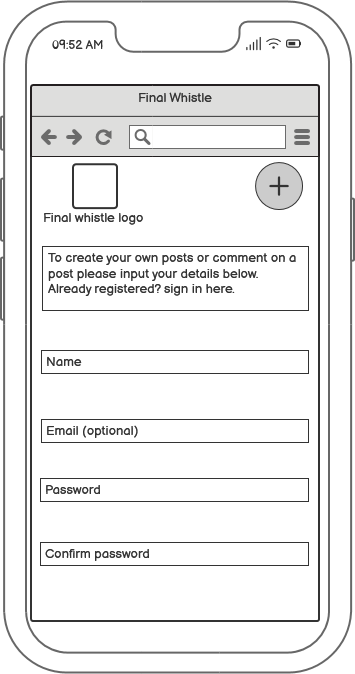 09:52 AM
Final Whistle
Final whistle logo
To create your own posts or comment on a
post please input your details below.
Already registered? sign in here.
Name
Email (optional)
Password
Confirm password